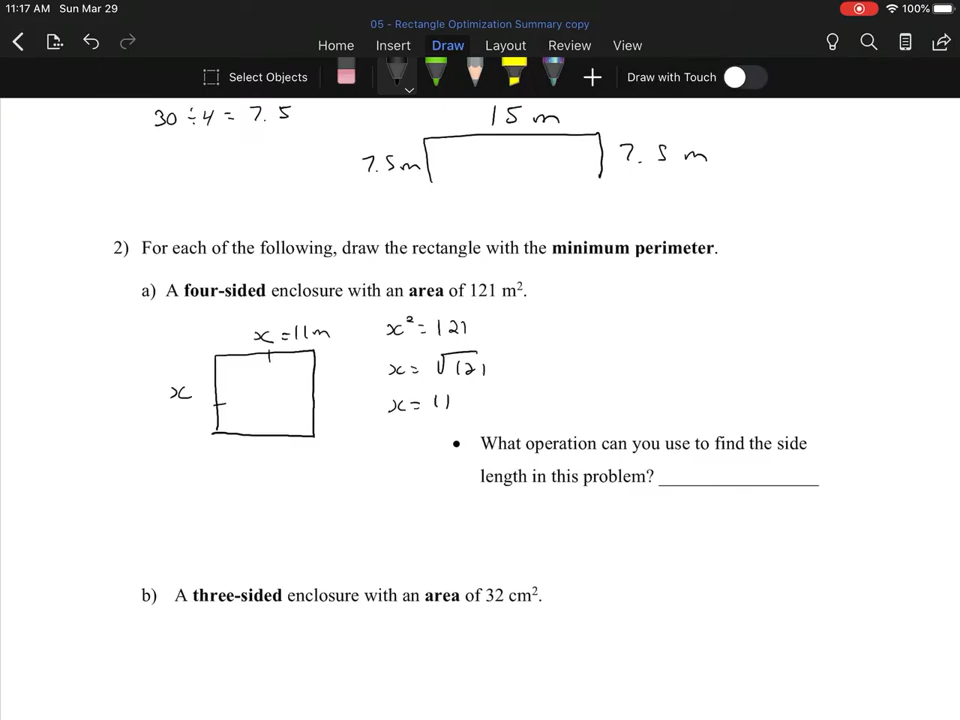 11:17 AM Sun Mar 29
100%
05 - Rectangle Optimization Summary copy
Home Insert Draw Layout Review View
Select Objects
Draw with Touch
30 ÷ 4 = 7.5
15 m
7.5 m
7.5 m
2) For each of the following, draw the rectangle with the minimum perimeter.
a) A four-sided enclosure with an area of 121 m².
x = 11 m
x
x² = 121
x = √121
x = 11
• What operation can you use to find the side
length in this problem? _________________
b) A three-sided enclosure with an area of 32 cm².